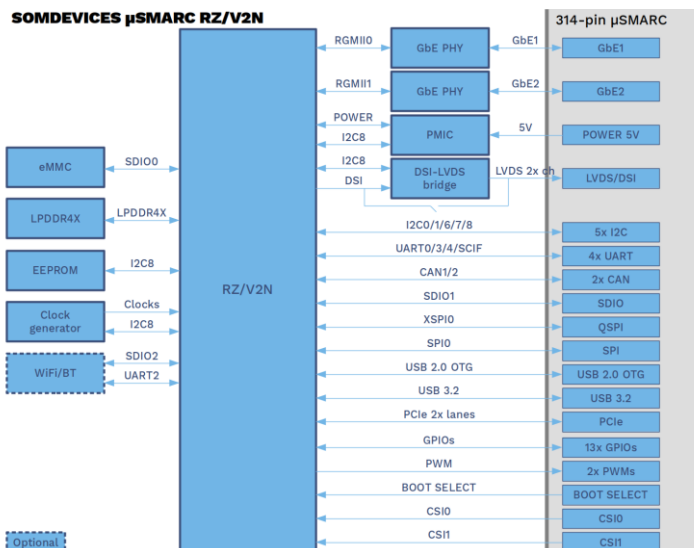 SOMDEVICES µSMARC RZ/V2N
314-pin µSMARC
RGMII0
GbE PHY
GbE1
GbE1
RGMII1
GbE PHY
GbE2
GbE2
POWER
I2C8
PMIC
5V
POWER 5V
I2C8
DSI
DSI-LVDS
bridge
LVDS 2x ch
LVDS/DSI
eMMC
SDIO0
LPDDR4X
LPDDR4X
EEPROM
I2C8
Clock
generator
Clocks
I2C8
WiFi/BT
SDIO2
UART2
RZ/V2N
I2C0/1/6/7/8
5x I2C
UART0/3/4/SCIF
4x UART
CAN1/2
2x CAN
SDIO1
SDIO
XSPI0
QSPI
SPI0
SPI
USB 2.0 OTG
USB 2.0 OTG
USB 3.2
USB 3.2
PCIe 2x lanes
PCIe
GPIOs
13x GPIOs
PWM
2x PWMs
BOOT SELECT
BOOT SELECT
CSI0
CSI0
CSI1
CSI1
Optional